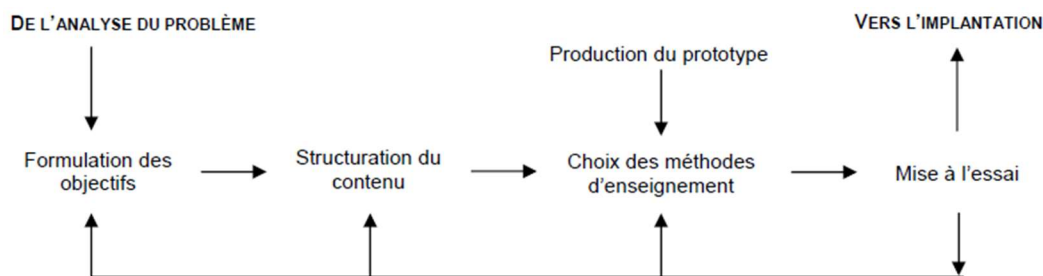 DE L'ANALYSE DU PROBLÈME
VERS L'IMPLANTATION
Production du prototype
Formulation des
objectifs
Structuration du
contenu
Choix des méthodes
d'enseignement
Mise à l'essai